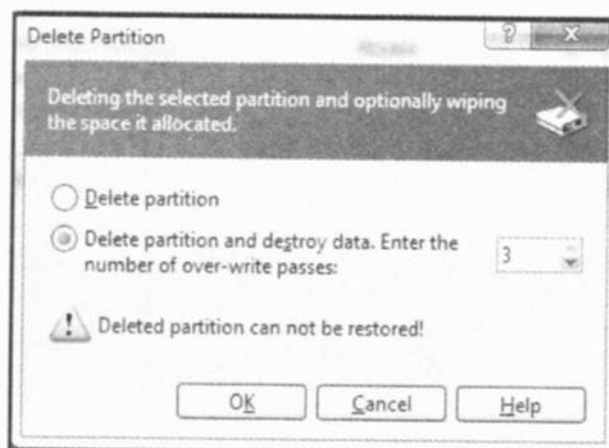 Delete Partition
Deleting the selected partition and optionally wiping
the space it allocated.
Delete partition
Delete partition and destroy data. Enter the
number of over-write passes:
3
Deleted partition can not be restored!
OK
Cancel
Help